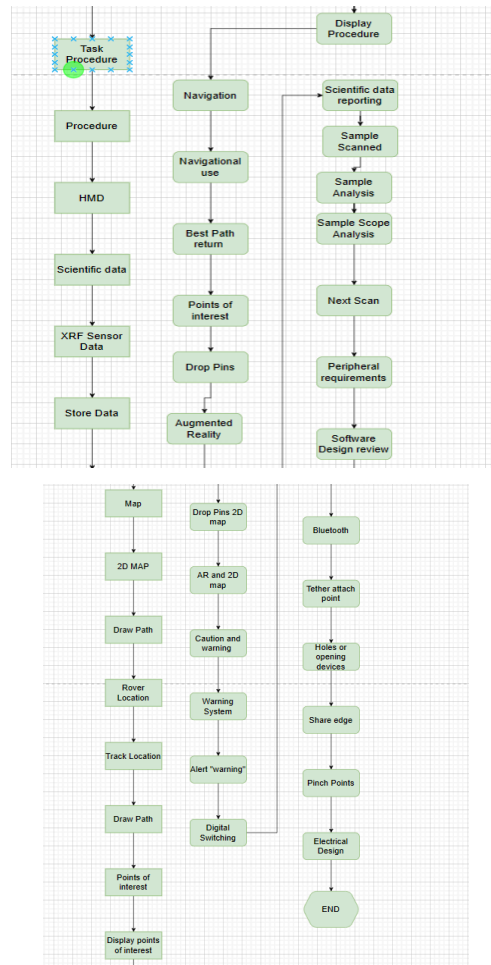 Task
Procedure
Procedure
HMD
Scientific data
XRF Sensor
Data
Store Data
Navigation
Navigational
use
Best Path
return
Points of
interest
Drop Pins
Augmented
Reality
Display
Procedure
Scientific data
reporting
Sample
Scanned
Sample
Analysis
Sample Scope
Analysis
Next Scan
Peripheral
requirements
Software
Design review
Map
2D MAP
Draw Path
Rover
Location
Track Location
Draw Path
Points of
interest
Display points
of interest
Drop Pins 2D
map
AR and 2D
map
Caution and
warning
Warning
System
Alert "warning"
Digital
Switching
Bluetooth
Tether attach
point
Holes or
opening
devices
Share edge
Pinch Points
Electrical
Design
END